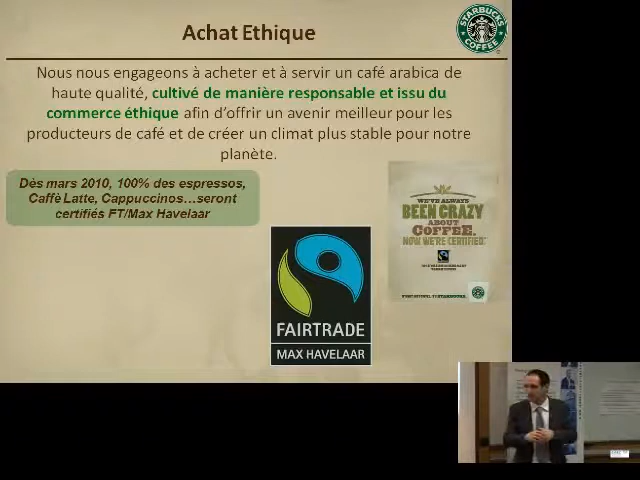 Achat Ethique
STARBUCKS
COFFEE
Nous nous engageons à acheter et à servir un café arabica de
haute qualité, cultivé de manière responsable et issu du
commerce éthique afin d'offrir un avenir meilleur pour les
producteurs de café et de créer un climat plus stable pour notre
planète.
Dès mars 2010, 100% des espressos,
Caffè Latte, Cappuccinos...seront
certifiés FT/Max Havelaar
WE'VE ALWAYS
BEEN CRAZY
ABOUT
COFFEE.
NOW WE'RE CERTIFIED.
FAIRTRADE
MAX HAVELAAR